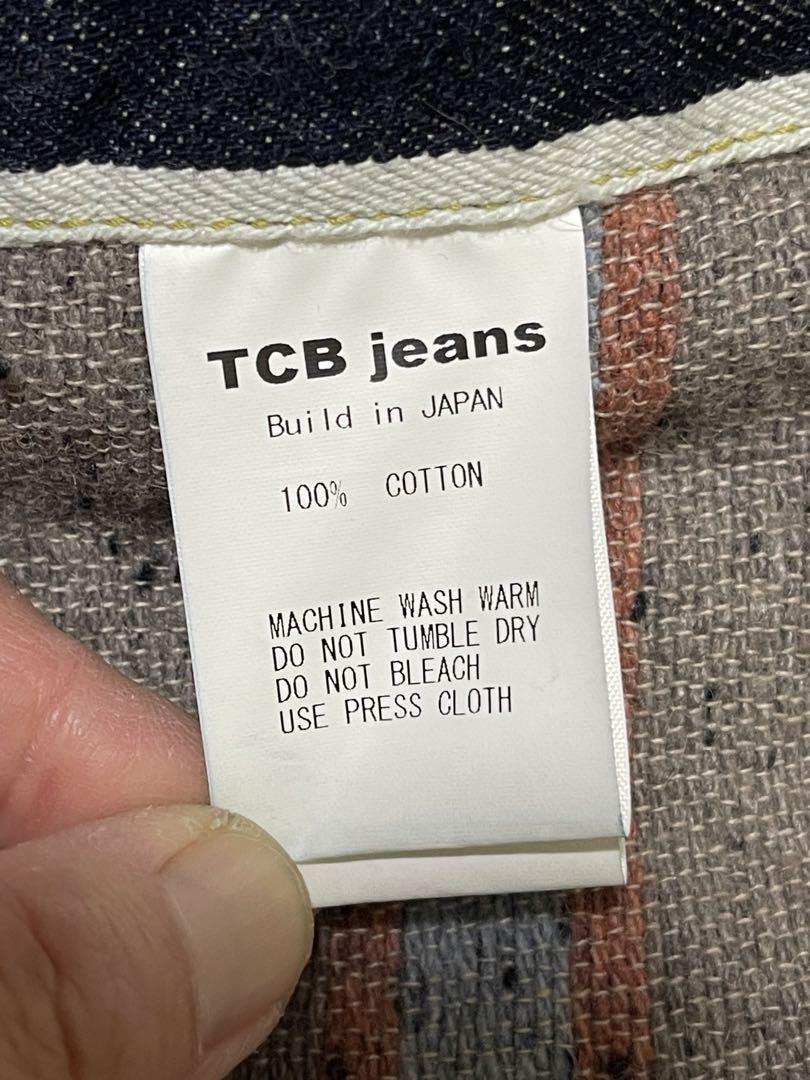 TCB jeans
Build in JAPAN
100% COTTON
MACHINE WASH WARM
DO NOT TUMBLE DRY
DO NOT BLEACH
USE PRESS CLOTH